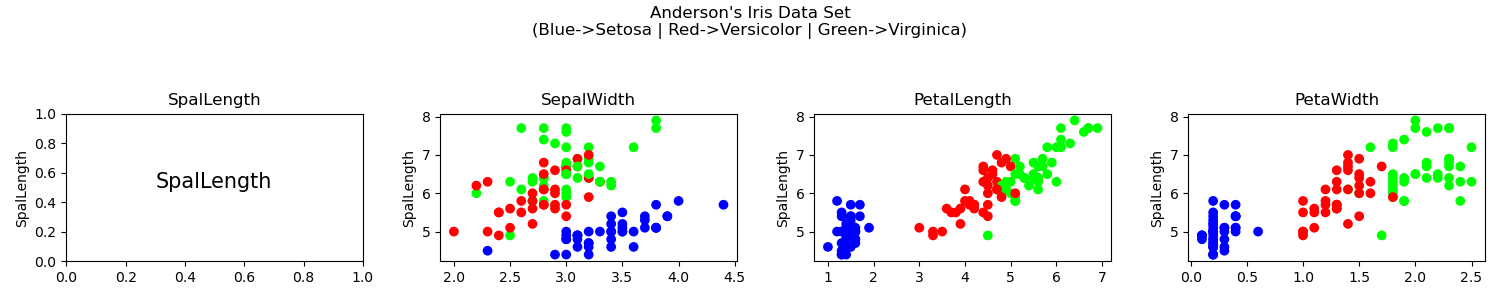 Anderson's Iris Data Set
(Blue->Setosa | Red->Versicolor | Green->Virginica)
SpalLength
SpalLength
1.0
0.8
0.6
0.4
0.2
0.0
SpalLength
0.0 0.2 0.4 0.6 0.8 1.0
SepalWidth
SpalLength
8
7
6
5
2.0 2.5 3.0 3.5 4.0 4.5
PetalLength
SpalLength
8
7
6
5
1 2 3 4 5 6 7
PetaWidth
SpalLength
8
7
6
5
0.0 0.5 1.0 1.5 2.0 2.5